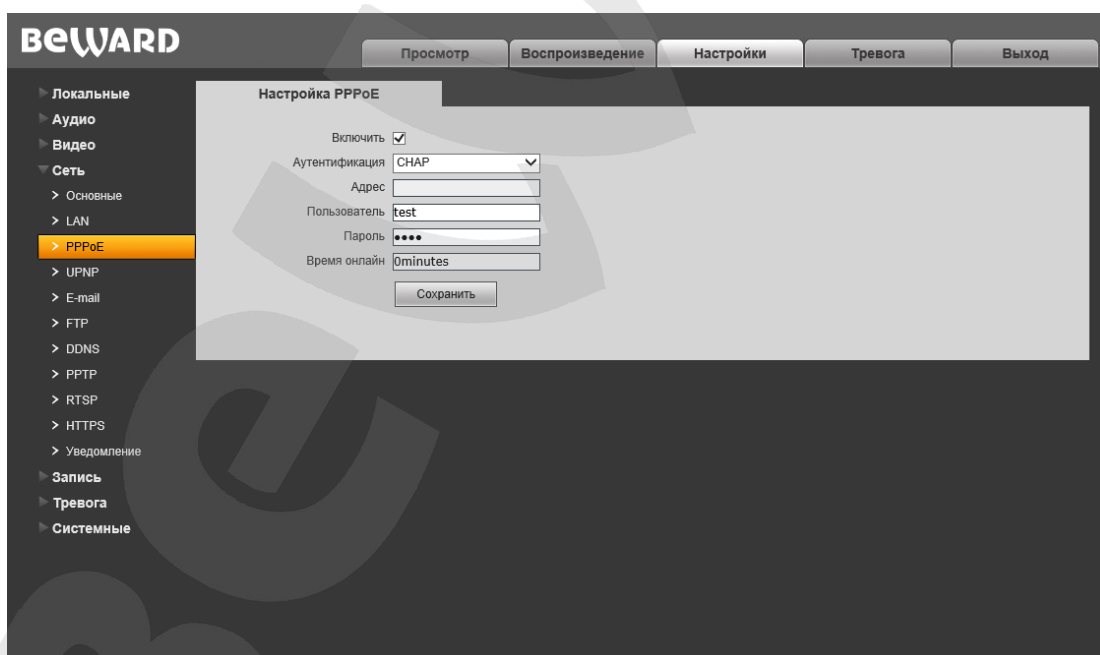 BEWARD
Просмотр
Воспроизведение
Настройки
Тревога
Выход
Локальные
Аудио
Видео
Сеть
Основные
LAN
PPPoE
UPNP
E-mail
FTP
DDNS
PPTP
RTSP
HTTPS
Уведомление
Запись
Тревога
Системные
Настройка PPPoE
Включить
Аутентификация CHAP
Адрес
Пользователь test
Пароль ••••
Время онлайн 0minutes
Сохранить